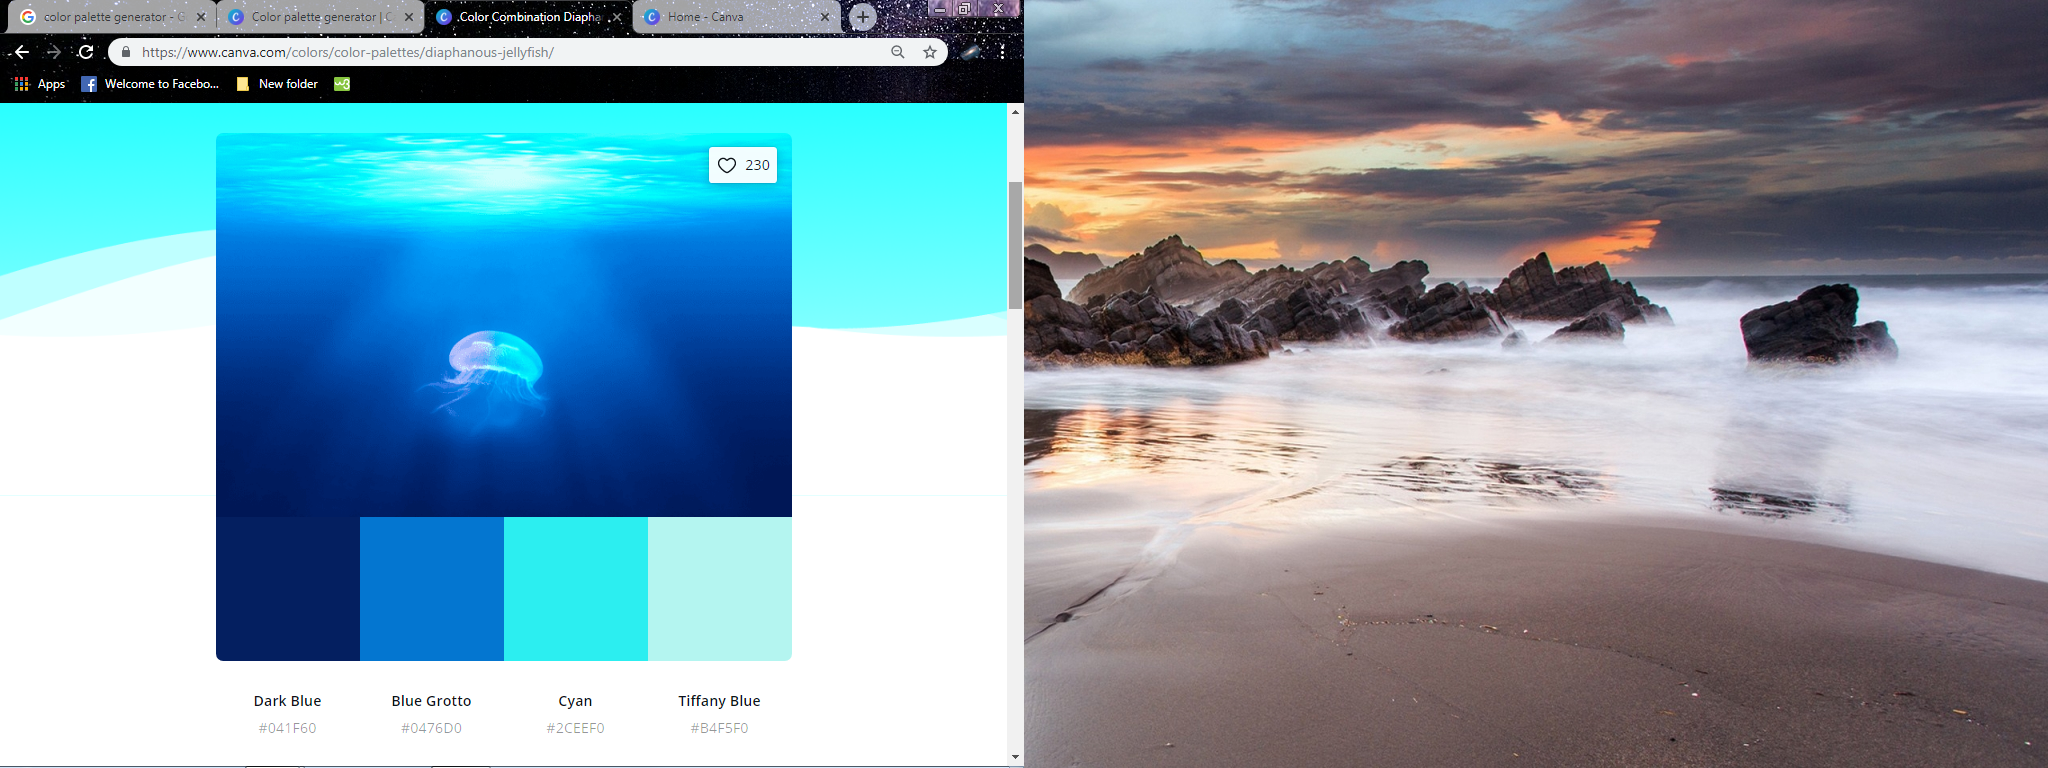 color palette generator - G
Color palette generator | C
.Color Combination Diapha
Home - Canva
https://www.canva.com/colors/color-palettes/diaphanous-jellyfish/
Apps
Welcome to Facebo...
New folder
230
Dark Blue
Blue Grotto
Cyan
Tiffany Blue
#041F60
#0476D0
#2CEEF0
#B4F5F0